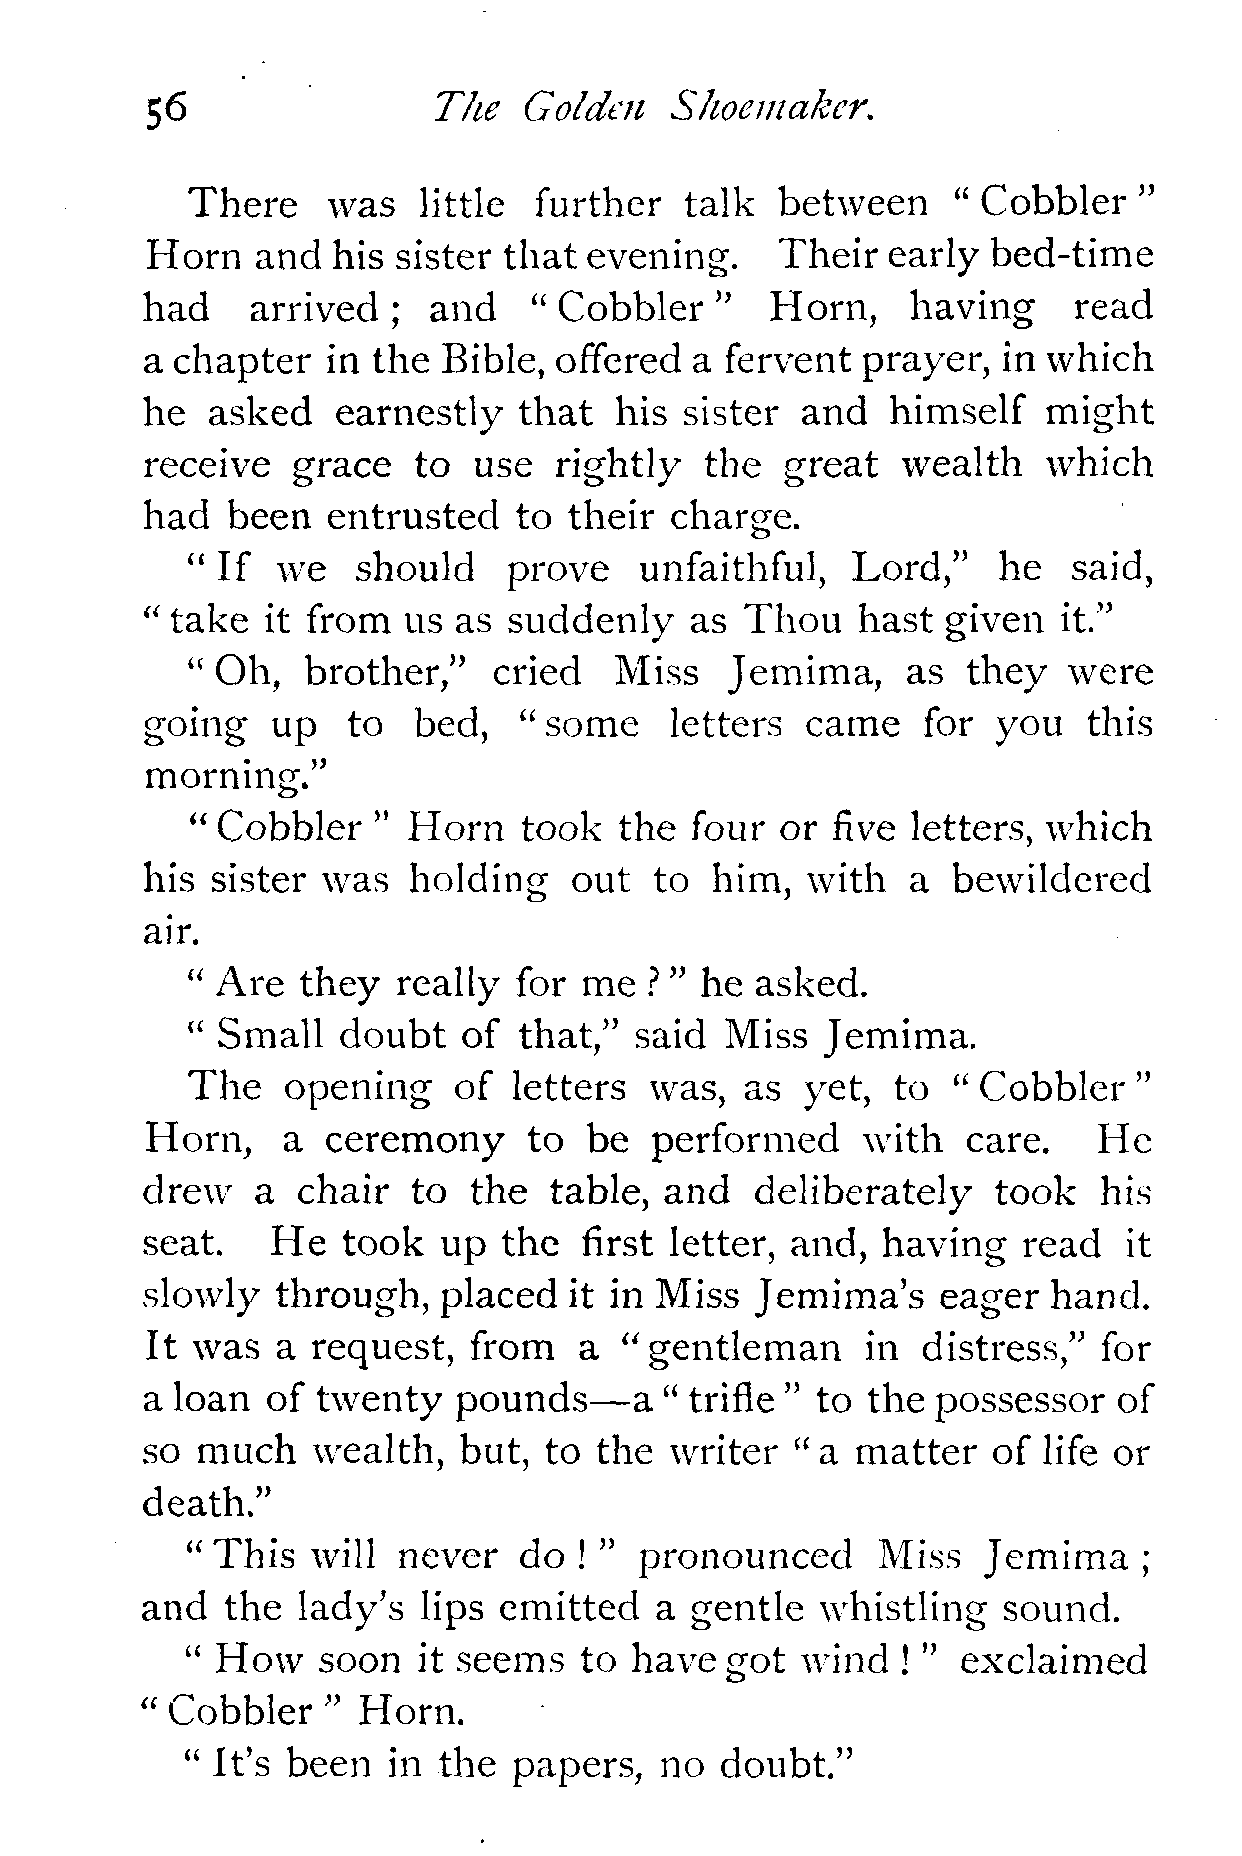 56 The Golden Shoemaker.
There was little further talk between " Cobbler "
Horn and his sister that evening. Their early bed-time
had arrived ; and " Cobbler " Horn, having read
a chapter in the Bible, offered a fervent prayer, in which
he asked earnestly that his sister and himself might
receive grace to use rightly the great wealth which
had been entrusted to their charge.
" If we should prove unfaithful, Lord," he said,
" take it from us as suddenly as Thou hast given it."
" Oh, brother," cried Miss Jemima, as they were
going up to bed, " some letters came for you this
morning."
" Cobbler " Horn took the four or five letters, which
his sister was holding out to him, with a bewildered
air.
" Are they really for me ? " he asked.
" Small doubt of that," said Miss Jemima.
The opening of letters was, as yet, to " Cobbler "
Horn, a ceremony to be performed with care. He
drew a chair to the table, and deliberately took his
seat. He took up the first letter, and, having read it
slowly through, placed it in Miss Jemima's eager hand.
It was a request, from a " gentleman in distress," for
a loan of twenty pounds—a " trifle " to the possessor of
so much wealth, but, to the writer " a matter of life or
death."
" This will never do ! " pronounced Miss Jemima ;
and the lady's lips emitted a gentle whistling sound.
" How soon it seems to have got wind ! " exclaimed
" Cobbler " Horn.
" It's been in the papers, no doubt."